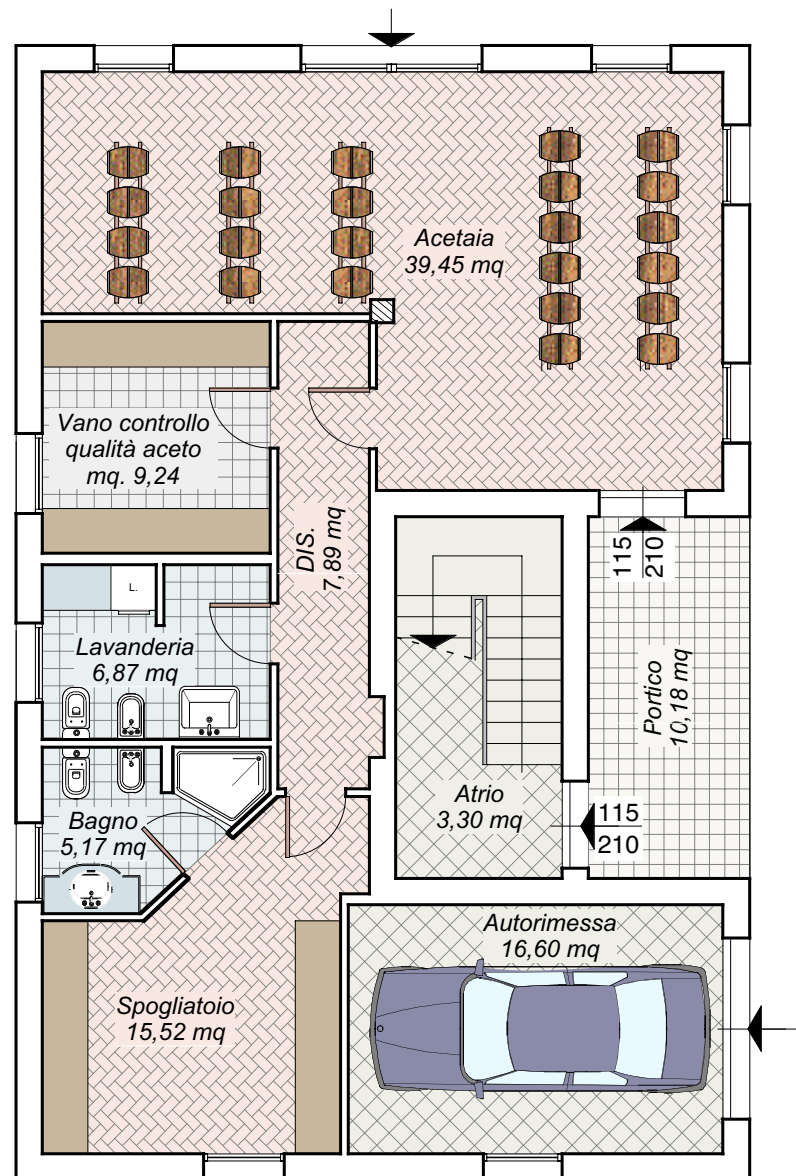 Acetaia
39,45 mq
Vano controllo
qualità aceto
mq. 9,24
DIS.
7,89 mq
115
210
L.
Lavanderia
6,87 mq
Portico
10,18 mq
Atrio
3,30 mq
115
210
Bagno
5,17 mq
Autorimessa
16,60 mq
Spogliatoio
15,52 mq